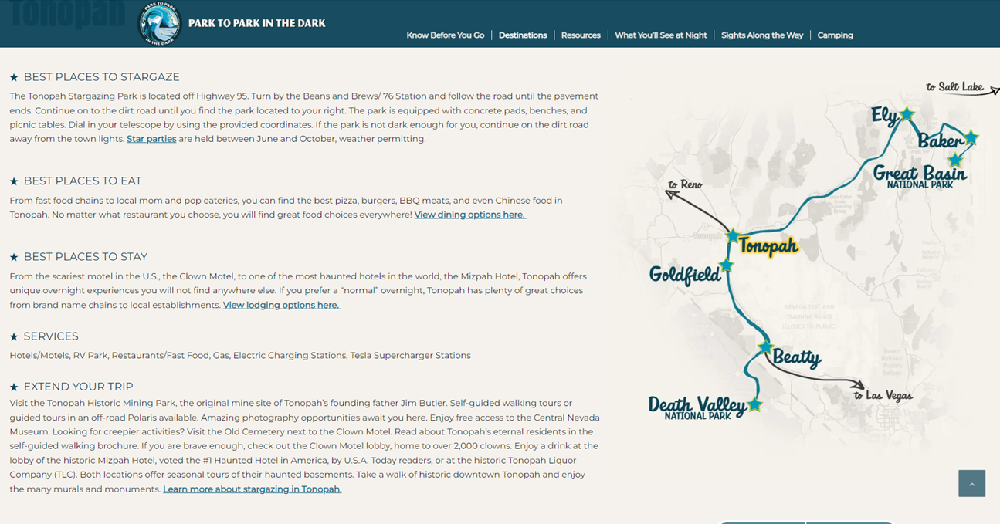 Tonopah
PARK TO PARK
IN THE DARK
PARK TO PARK IN THE DARK
Know Before You Go
Destinations
Resources
What You'll See at Night
Sights Along the Way
Camping
★ BEST PLACES TO STARGAZE
The Tonopah Stargazing Park is located off Highway 95. Turn by the Beans and Brews/ 76 Station and follow the road until the pavement
ends. Continue on to the dirt road until you find the park located to your right. The park is equipped with concrete pads, benches, and
picnic tables. Dial in your telescope by using the provided coordinates. If the park is not dark enough for you, continue on the dirt road
away from the town lights. Star parties are held between June and October, weather permitting.
★ BEST PLACES TO EAT
From fast food chains to local mom and pop eateries, you can find the best pizza, burgers, BBQ meats, and even Chinese food in
Tonopah. No matter what restaurant you choose, you will find great food choices everywhere! View dining options here.
★ BEST PLACES TO STAY
From the scariest motel in the U.S., the Clown Motel, to one of the most haunted hotels in the world, the Mizpah Hotel, Tonopah offers
unique overnight experiences you will not find anywhere else. If you prefer a “normal” overnight, Tonopah has plenty of great choices
from brand name chains to local establishments. View lodging options here.
★ SERVICES
Hotels/Motels, RV Park, Restaurants/Fast Food, Gas, Electric Charging Stations, Tesla Supercharger Stations
★ EXTEND YOUR TRIP
Visit the Tonopah Historic Mining Park, the original mine site of Tonopah’s founding father Jim Butler. Self-guided walking tours or
guided tours in an off-road Polaris available. Amazing photography opportunities await you here. Enjoy free access to the Central Nevada
Museum. Looking for creepier activities? Visit the Old Cemetery next to the Clown Motel. Read about Tonopah’s eternal residents in the
self-guided walking brochure. If you are brave enough, check out the Clown Motel lobby, home to over 2,000 clowns. Enjoy a drink at the
lobby of the historic Mizpah Hotel, voted the #1 Haunted Hotel in America, by U.S.A. Today readers, or at the historic Tonopah Liquor
Company (TLC). Both locations offer seasonal tours of their haunted basements. Take a walk of historic downtown Tonopah and enjoy
the many murals and monuments. Learn more about stargazing in Tonopah.
to Salt Lake
Ely
Baker
Great Basin
NATIONAL PARK
to Reno
Tonopah
Tonopah
Goldfield
NEVADA TEST AND
TRAINING RANGE
(CLOSED TO PUBLIC)
Beatty
Desert
National
Wildlife
Refuge
to Las Vegas
Death Valley
NATIONAL PARK